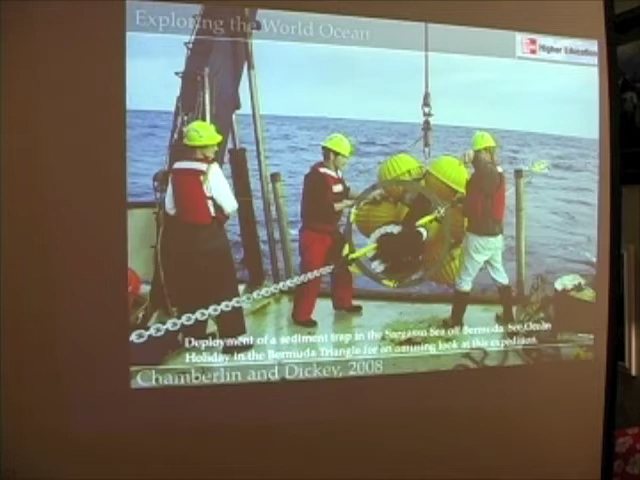 Exploring the World Ocean
Higher Education
Deployment of a sediment trap in the Sargasso Sea off Bermuda. See Ocean
Holiday in the Bermuda Triangle for an amusing look at this expedition.
Chamberlin and Dickey, 2008